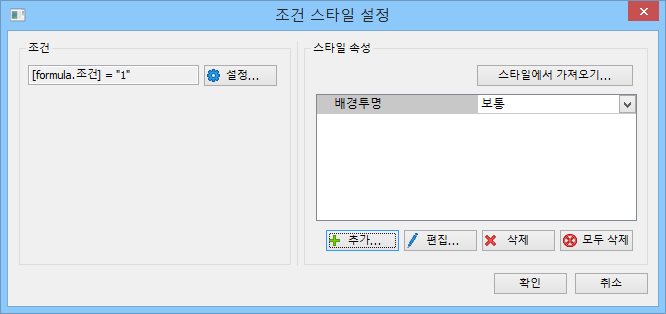 조건 스타일 설정
조건
[formula.조건] = "1"
설정...
스타일 속성
스타일에서 가져오기...
배경투명 보통
추가... 편집... 삭제 모두 삭제
확인 취소